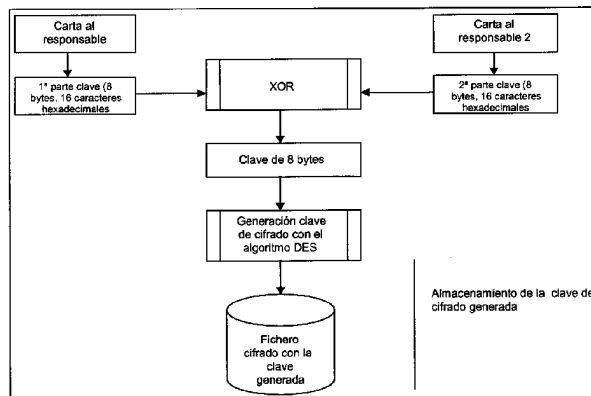 Carta al
responsable
Carta al
responsable 2
1ª parte clave (8
bytes, 16 caracteres
hexadecimales
XOR
2ª parte clave (8
bytes, 16 caracteres
hexadecimales
Clave de 8 bytes
Generación clave
de cifrado con el
algoritmo DES
Almacenamiento de la clave de
cifrado generada
Fichero
cifrado con la
clave
generada